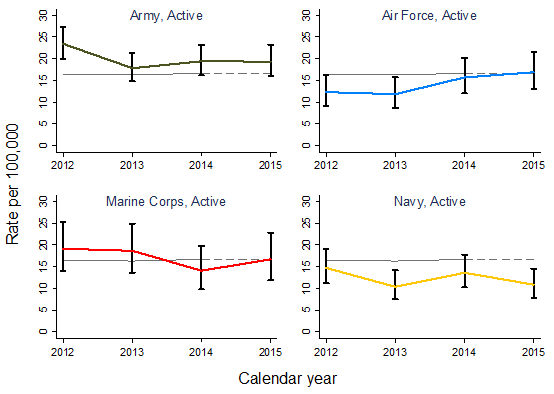 Army, Active
Air Force, Active
30
25
20
15
10
5
0
30
25
20
15
10
5
0
2012 2013 2014 2015
2012 2013 2014 2015
Rate per 100,000
Marine Corps, Active
Navy, Active
30
25
20
15
10
5
0
30
25
20
15
10
5
0
2012 2013 2014 2015
2012 2013 2014 2015
Calendar year